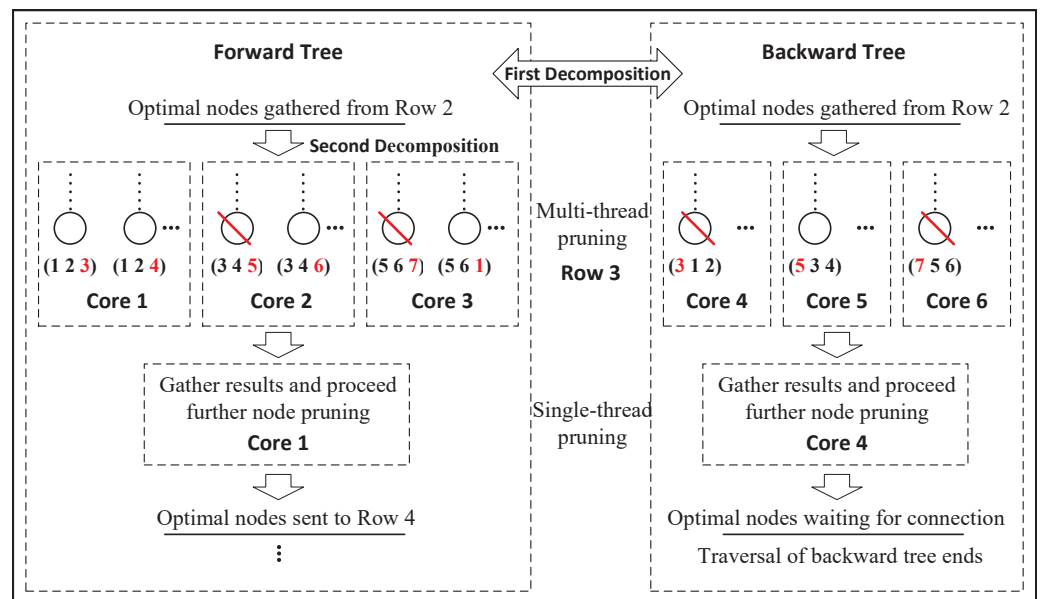 Forward Tree
First Decomposition
Backward Tree
Optimal nodes gathered from Row 2
Optimal nodes gathered from Row 2
Second Decomposition
(1 2 3) (1 2 4) ... (3 4 5) (3 4 6) ... (5 6 7) (5 6 1) ...
Core 1 Core 2 Core 3
Multi-thread
pruning
Row 3
(3 1 2) ... (5 3 4) ... (7 5 6) ...
Core 4 Core 5 Core 6
Gather results and proceed
further node pruning
Core 1
Single-thread
pruning
Gather results and proceed
further node pruning
Core 4
Optimal nodes sent to Row 4
Optimal nodes waiting for connection
Traversal of backward tree ends